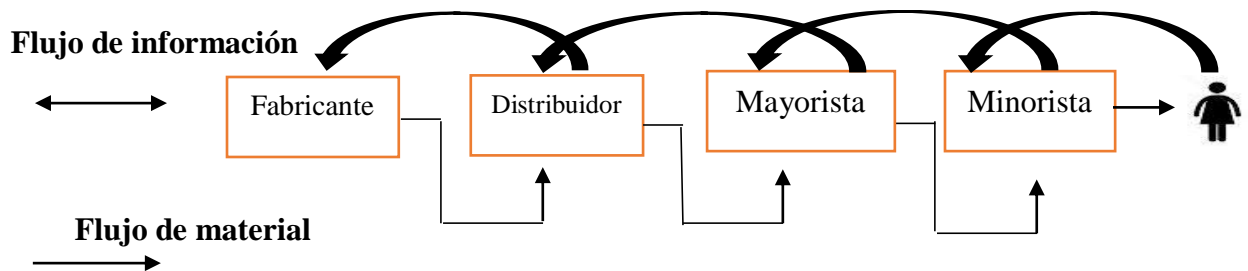 Flujo de información
Fabricante
Distribuidor
Mayorista
Minorista
Flujo de material